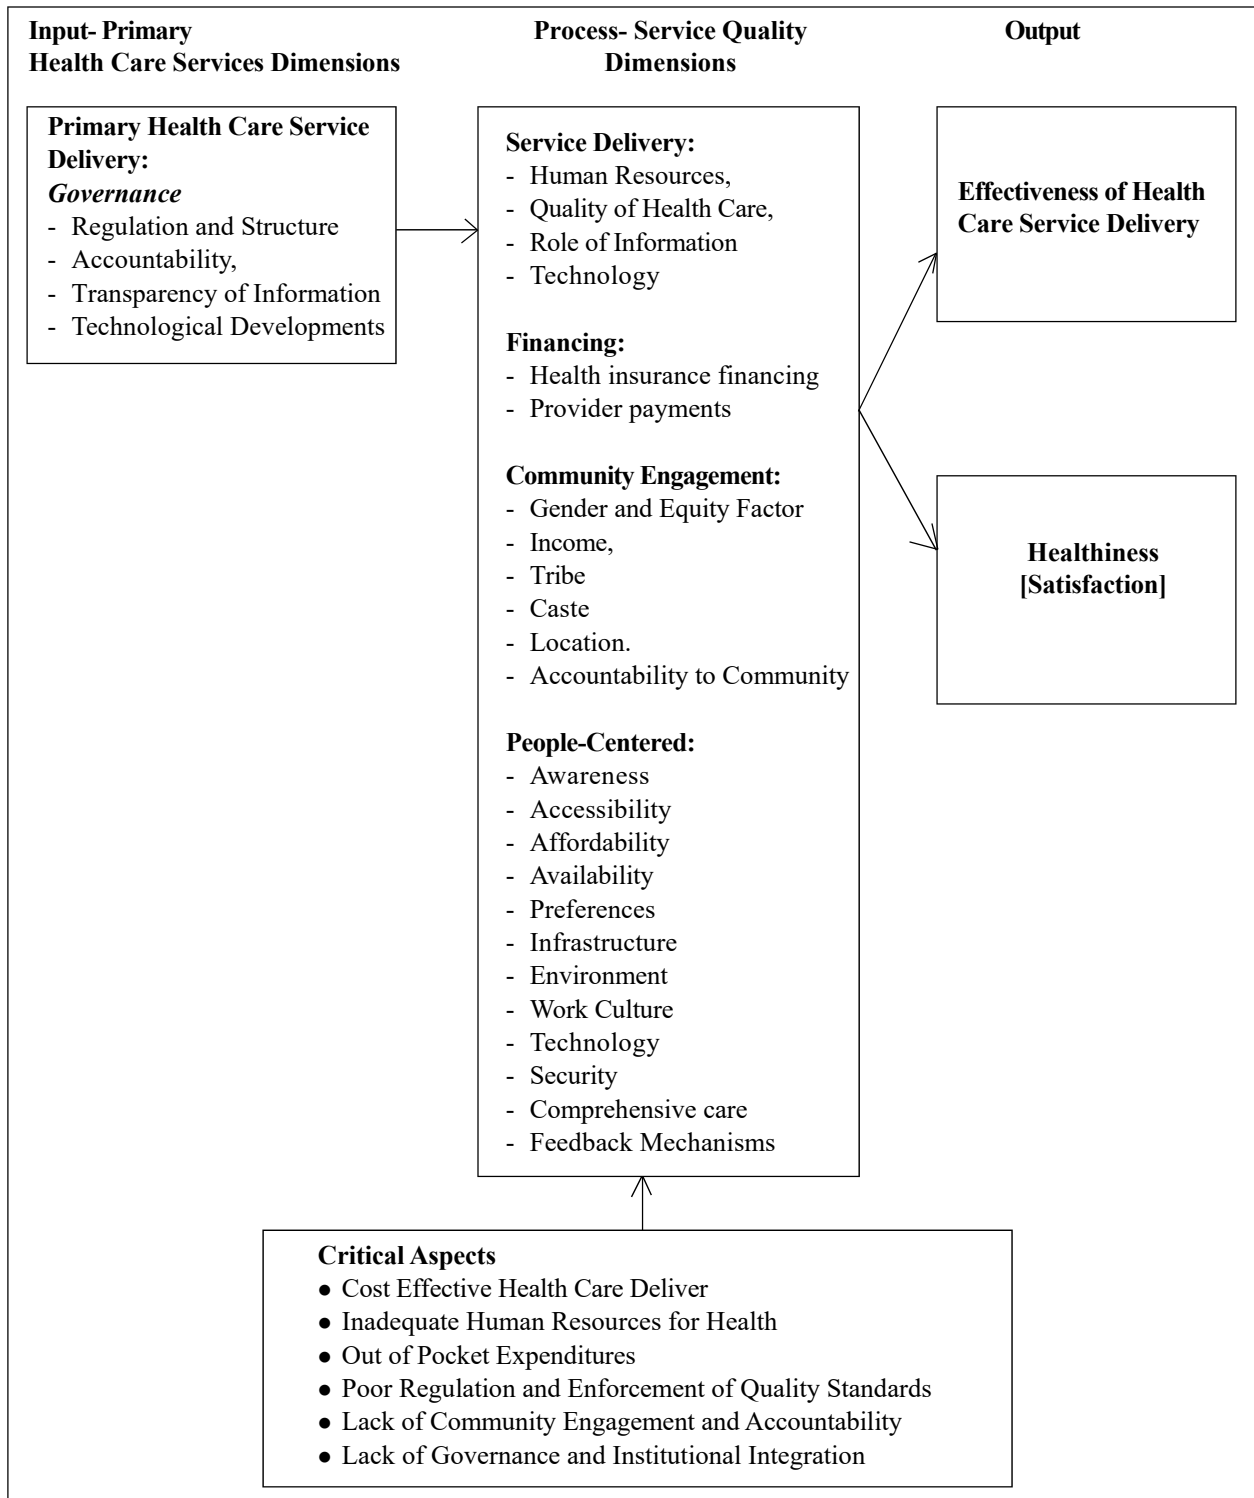 Input- Primary
Health Care Services Dimensions
Process- Service Quality
Dimensions
Output
Primary Health Care Service
Delivery:
Governance
- Regulation and Structure
- Accountability,
- Transparency of Information
- Technological Developments
Service Delivery:
- Human Resources,
- Quality of Health Care,
- Role of Information
- Technology
Financing:
- Health insurance financing
- Provider payments
Community Engagement:
- Gender and Equity Factor
- Income,
- Tribe
- Caste
- Location.
- Accountability to Community
People-Centered:
- Awareness
- Accessibility
- Affordability
- Availability
- Preferences
- Infrastructure
- Environment
- Work Culture
- Technology
- Security
- Comprehensive care
- Feedback Mechanisms
Effectiveness of Health
Care Service Delivery
Healthiness
[Satisfaction]
Critical Aspects
● Cost Effective Health Care Deliver
● Inadequate Human Resources for Health
● Out of Pocket Expenditures
● Poor Regulation and Enforcement of Quality Standards
● Lack of Community Engagement and Accountability
● Lack of Governance and Institutional Integration